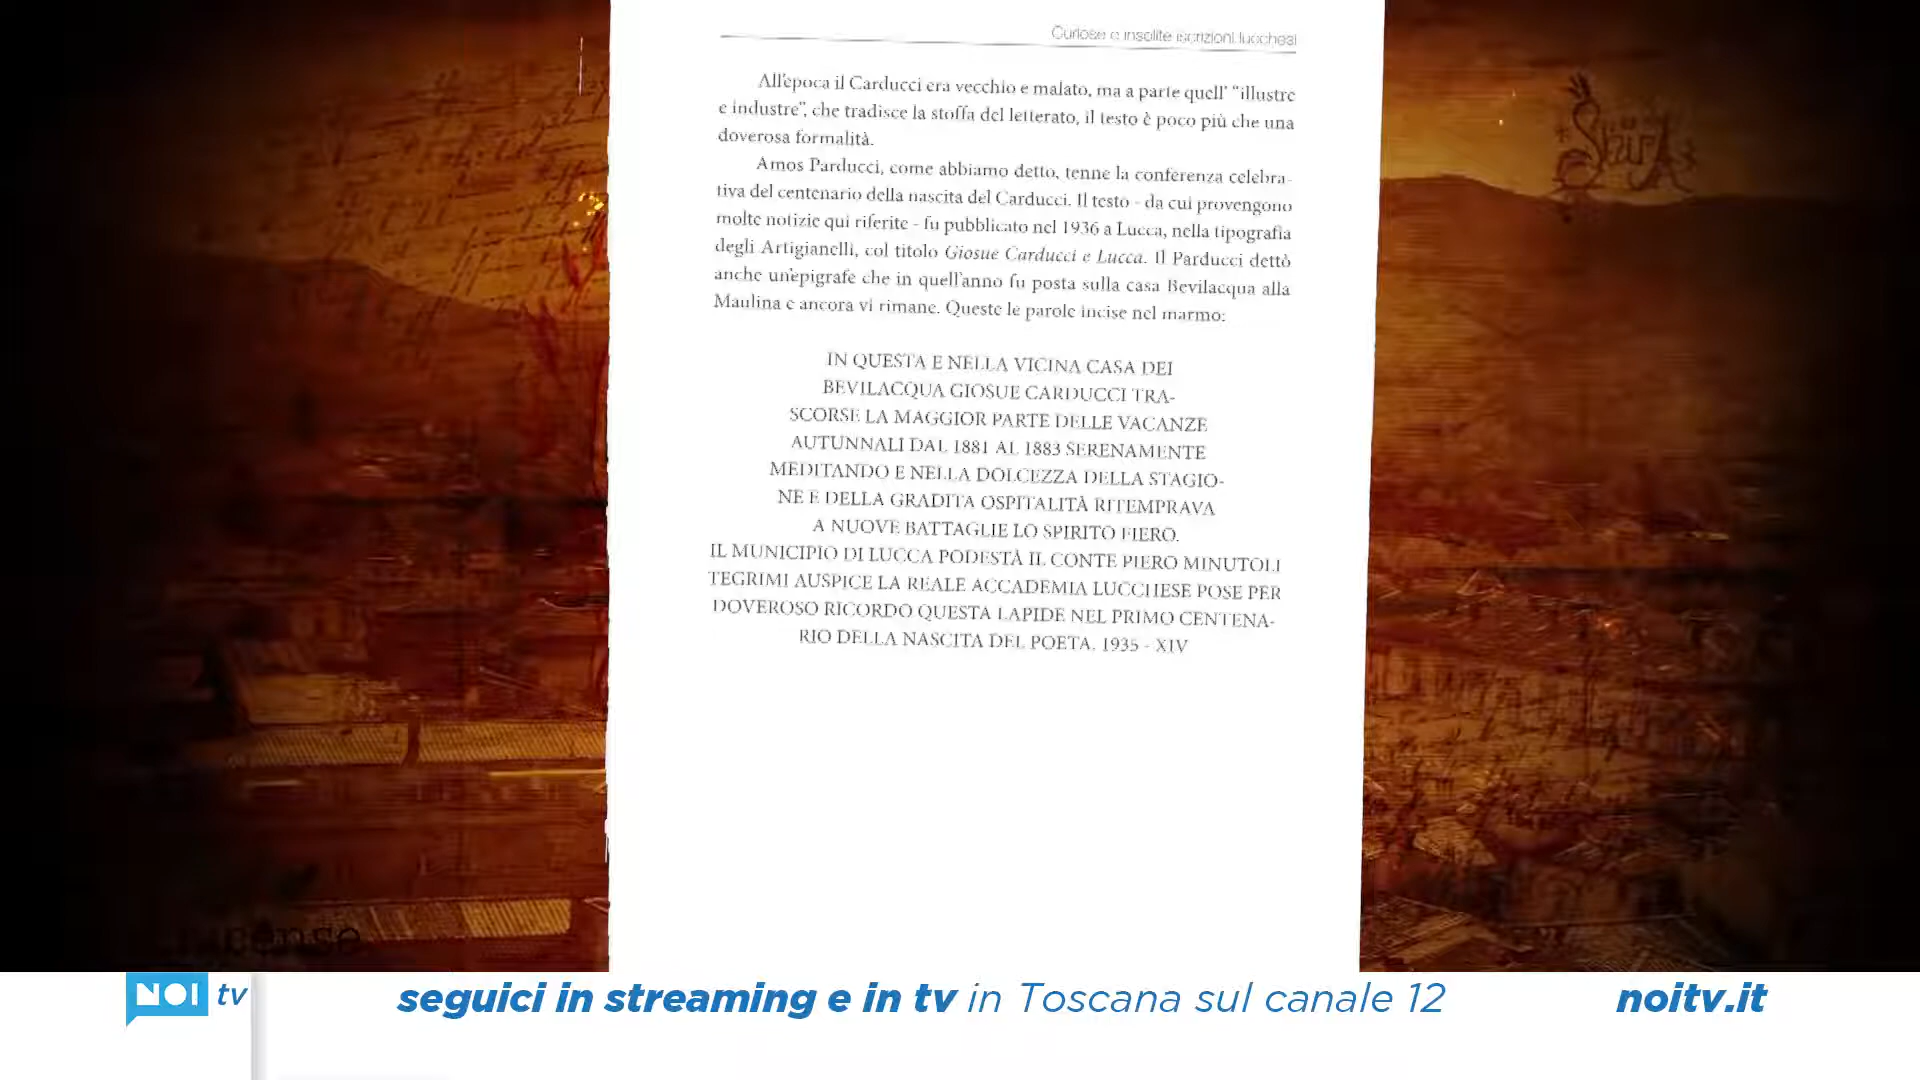 Curiose e insolite iscrizioni lucchesi
All'epoca il Carducci era vecchio e malato, ma a parte quell' “illustre
e industre”, che tradisce la stoffa del letterato, il testo è poco più che una
doverosa formalità.
Amos Parducci, come abbiamo detto, tenne la conferenza celebra-
tiva del centenario della nascita del Carducci. Il testo - da cui provengono
molte notizie qui riferite - fu pubblicato nel 1936 a Lucca, nella tipografia
degli Artigianelli, col titolo Giosue Carducci e Lucca. Il Parducci dettò
anche un'epigrafe che in quell'anno fu posta sulla casa Bevilacqua alla
Maulina e ancora vi rimane. Queste le parole incise nel marmo:
IN QUESTA E NELLA VICINA CASA DEI
BEVILACQUA GIOSUE CARDUCCI TRA-
SCORSE LA MAGGIOR PARTE DELLE VACANZE
AUTUNNALI DAL 1881 AL 1883 SERENAMENTE
MEDITANDO E NELLA DOLCEZZA DELLA STAGIO-
NE E DELLA GRADITA OSPITALITÀ RITEMPRAVA
A NUOVE BATTAGLIE LO SPIRITO FIERO.
IL MUNICIPIO DI LUCCA PODESTÀ IL CONTE PIERO MINUTOLI
TEGRIMI AUSPICE LA REALE ACCADEMIA LUCCHESE POSE PER
DOVEROSO RICORDO QUESTA LAPIDE NEL PRIMO CENTENA-
RIO DELLA NASCITA DEL POETA. 1935 - XIV
NOI tv
seguici in streaming e in tv in Toscana sul canale 12
noitv.it